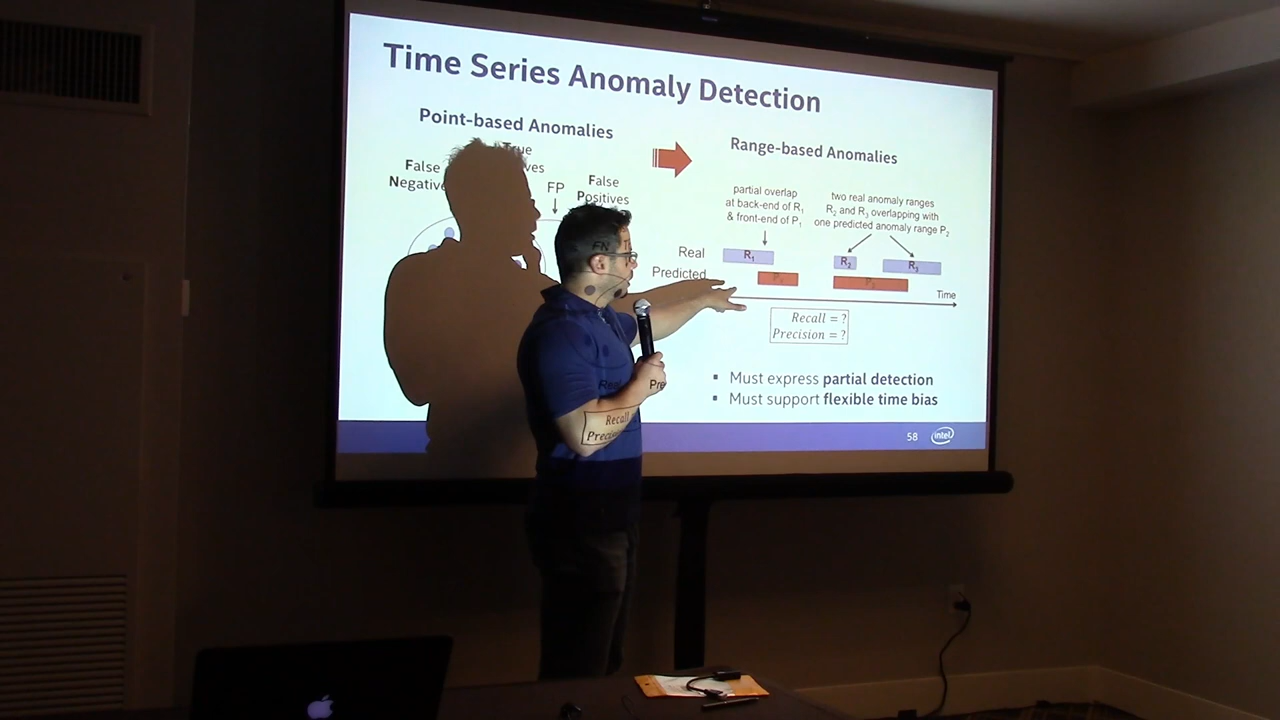 Time Series Anomaly Detection
Point-based Anomalies
True
False
Negative
FP
False
Positives
FN
Recall
Range-based Anomalies
partial overlap
at back-end of R1
& front-end of P1
two real anomaly ranges
R2 and R3 overlapping with
one predicted anomaly range P2
Real
R1
R2
R3
Predicted
P2
Time
Recall = ?
Precision = ?
▪ Must express partial detection
▪ Must support flexible time bias
58
intel